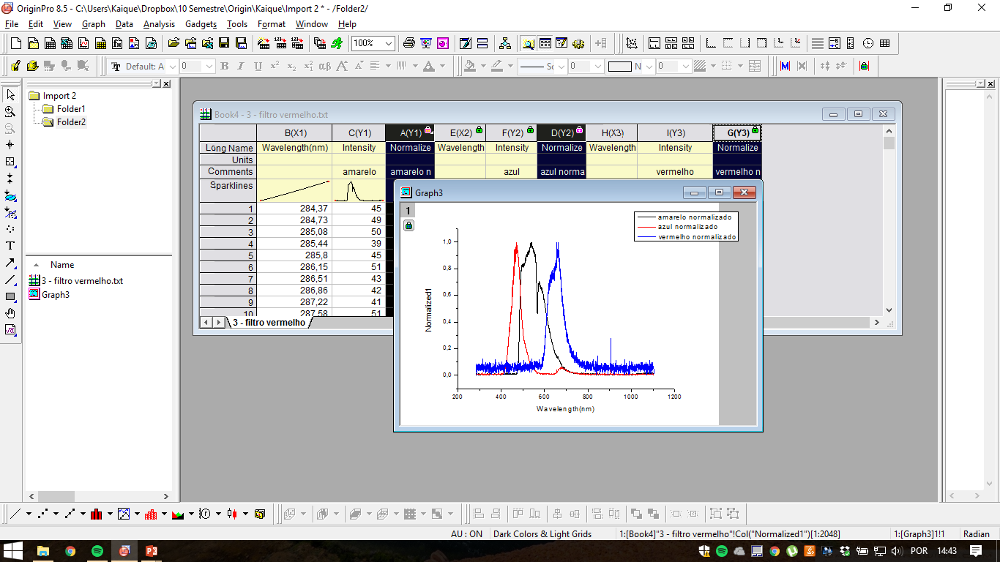 OriginPro 8.5 - C:\Users\Kaique\Dropbox\10 Semestre\Origin\Kaique\Import 2 * - /Folder2/
File Edit View Graph Data Analysis Gadgets Tools Format Window Help
100%
Default: A 0 B I U αβ A A A 0 N 0
Import 2
Folder1
Folder2
Name
3 - filtro vermelho.txt
Graph3
Book4 - 3 - filtro vermelho.txt
B(X1) C(Y1) A(Y1) E(X2) F(Y2) D(Y2) H(X3) I(Y3) G(Y3)
Long Name Wavelength(nm) Intensity Normalize Wavelength Intensity Normalize Wavelength Intensity Normalize
Units
Comments amarelo amarelo n azul azul norma vermelho vermelho n
Sparklines
1 284,37 45
2 284,73 49
3 285,08 50
4 285,44 39
5 285,8 45
6 286,15 51
7 286,51 43
8 286,86 42
9 287,22 41
10 287,58 51
3 - filtro vermelho
Graph3
1
amarelo normalizado
azul normalizado
vermelho normalizado
1,0
0,8
0,6
0,4
0,2
0,0
Normalized1
200 400 600 800 1000 1200
Wavelength(nm)
AU : ON Dark Colors & Light Grids 1:[Book4]"3 - filtro vermelho"!Col("Normalized1")[1:2048] 1:[Graph3]1!1 Radian
POR 14:43